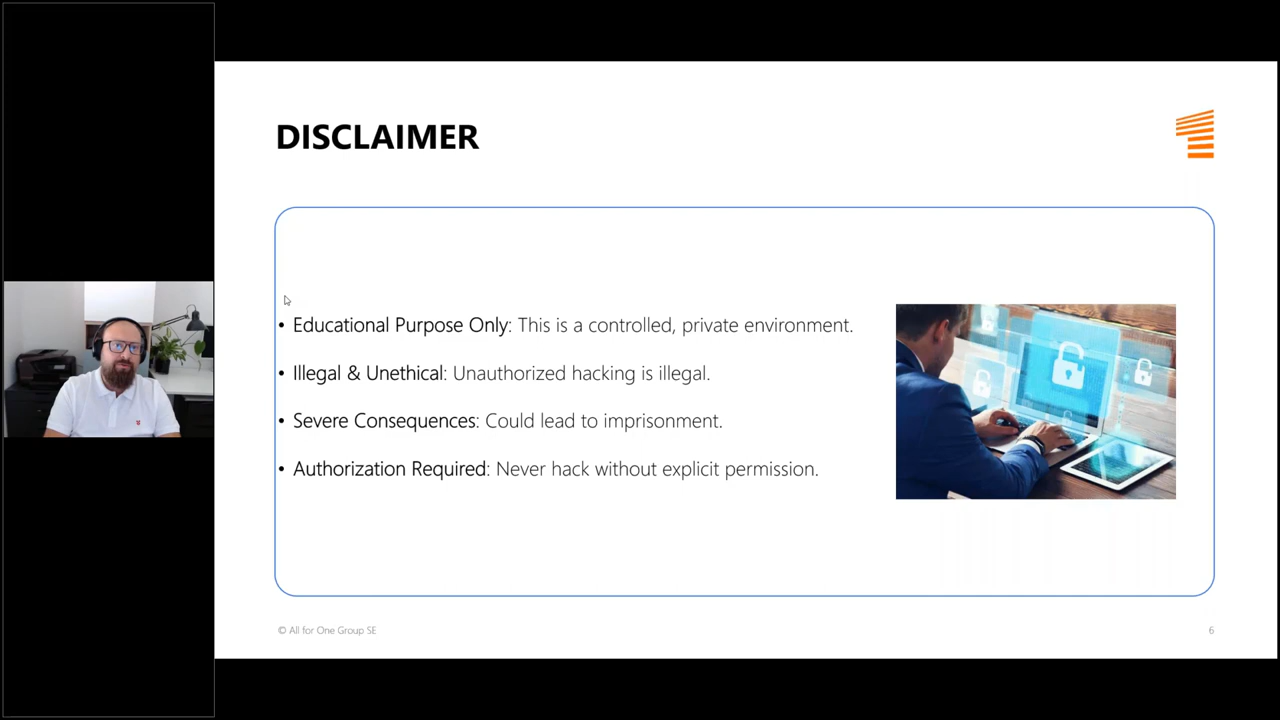 DISCLAIMER
• Educational Purpose Only: This is a controlled, private environment.
• Illegal & Unethical: Unauthorized hacking is illegal.
• Severe Consequences: Could lead to imprisonment.
• Authorization Required: Never hack without explicit permission.
© All for One Group SE
6